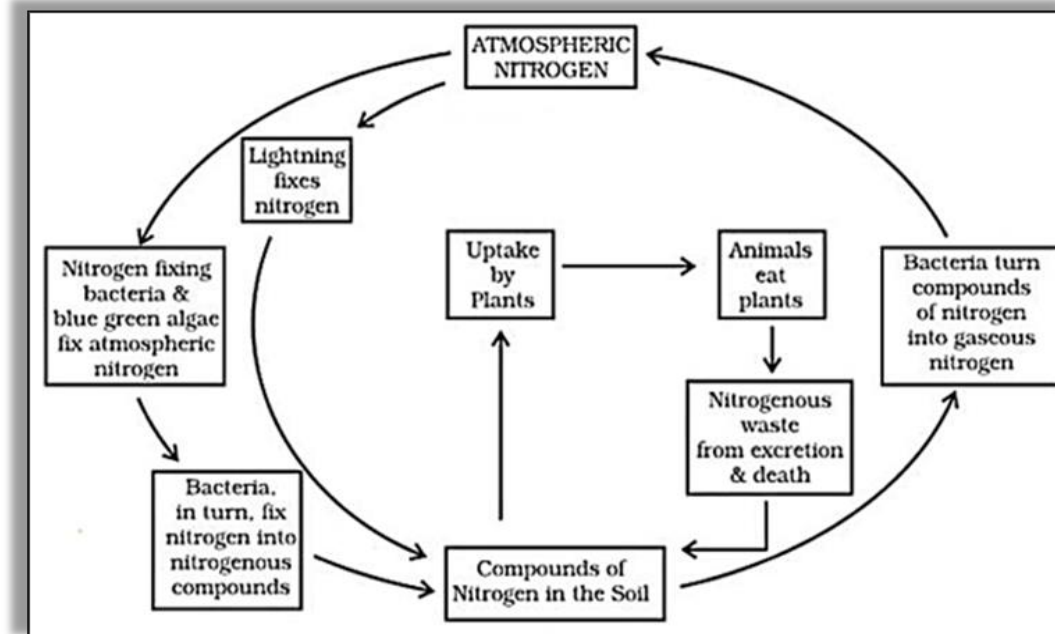 ATMOSPHERIC
NITROGEN
Lightning
fixes
nitrogen
Nitrogen fixing
bacteria &
blue green algae
fix atmospheric
nitrogen
Uptake
by
Plants
Animals
eat
plants
Bacteria turn
compounds
of nitrogen
into gaseous
nitrogen
Nitrogenous
waste
from excretion
& death
Bacteria,
in turn, fix
nitrogen into
nitrogenous
compounds
Compounds of
Nitrogen in the Soil